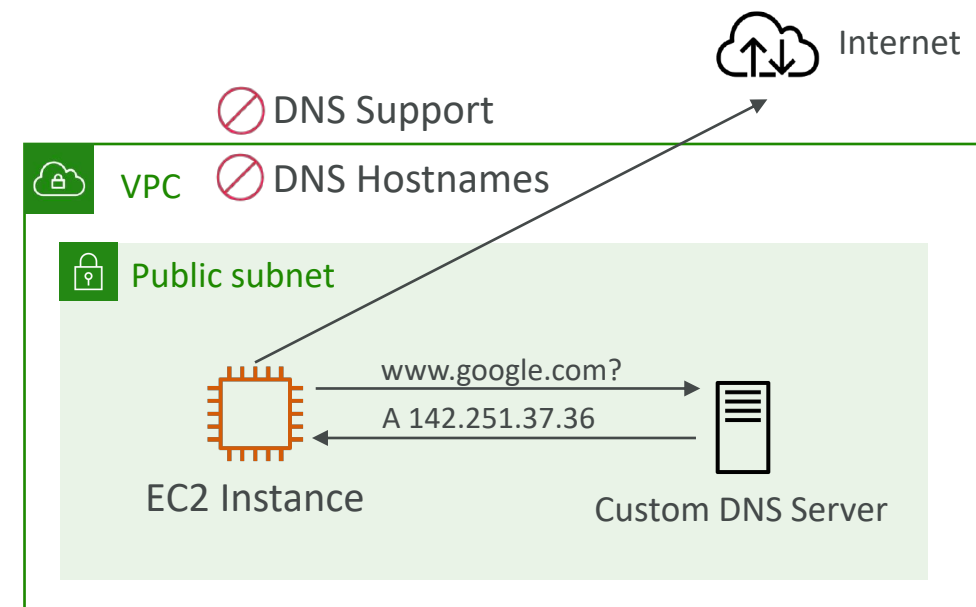 Internet
DNS Support
VPC
DNS Hostnames
Public subnet
www.google.com?
A 142.251.37.36
EC2 Instance
Custom DNS Server